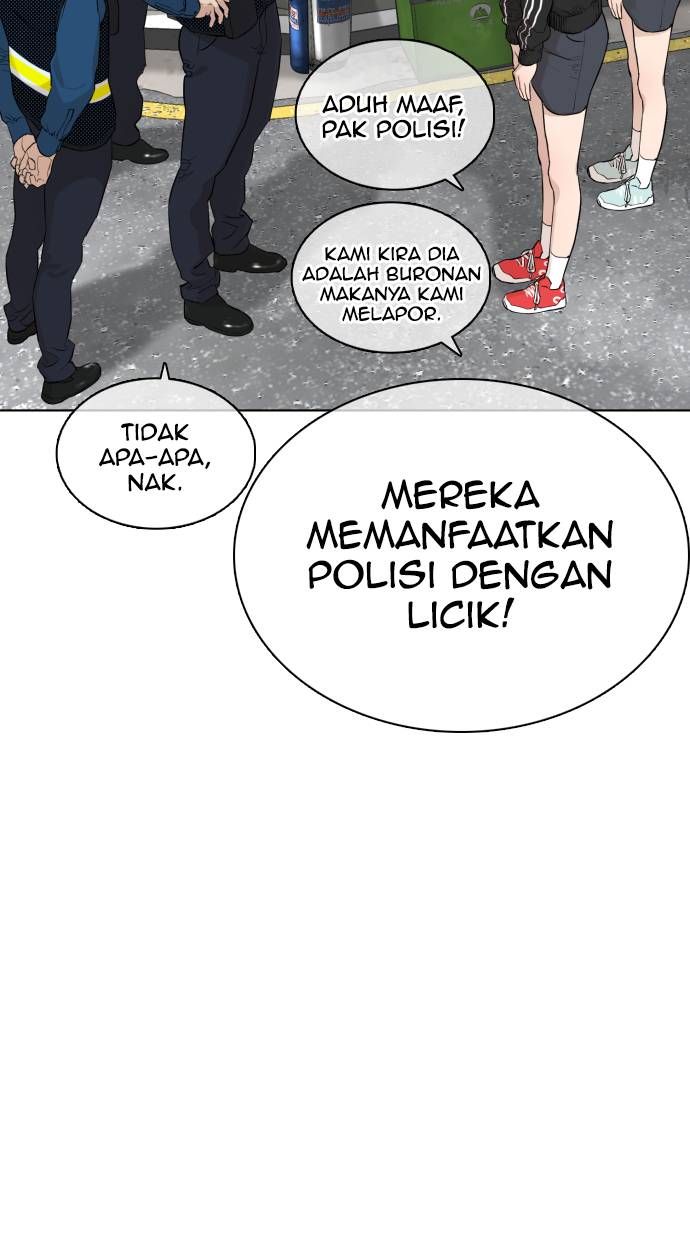 ADUH MAAF,
PAK POLISI!
KAMI KIRA DIA
ADALAH BURONAN
MAKANYA KAMI
MELAPOR.
TIDAK
APA-APA,
NAK.
MEREKA
MEMANFAATKAN
POLISI DENGAN
LICIK!